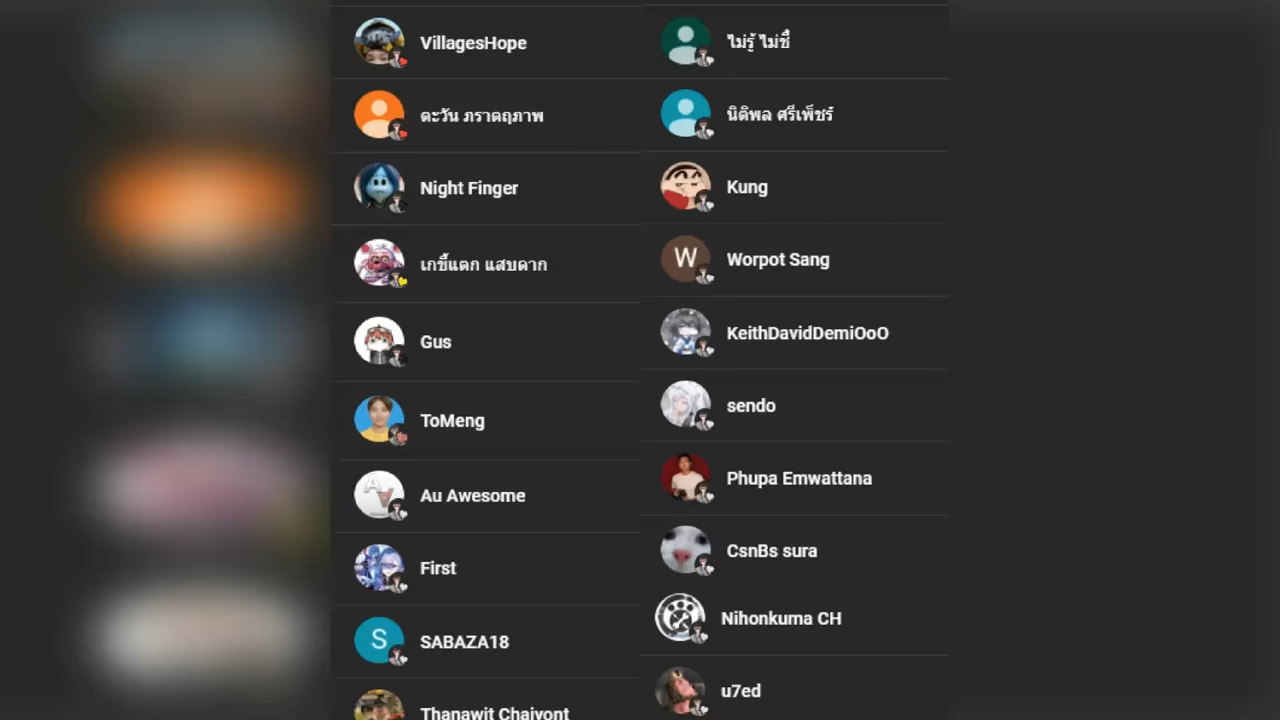 VillagesHope
ตะวัน ภราดฤภาพ
Night Finger
เกขี้แตก แสบดาก
Gus
ToMeng
Au Awesome
First
S
SABAZA18
Thanawit Chaiyont
ไม่รู้ ไม่ชี้
นิติพล ศรีเพ็ชร์
Kung
W
Worpot Sang
KeithDavidDemiOoO
sendo
Phupa Emwattana
CsnBs sura
Nihonkuma CH
u7ed